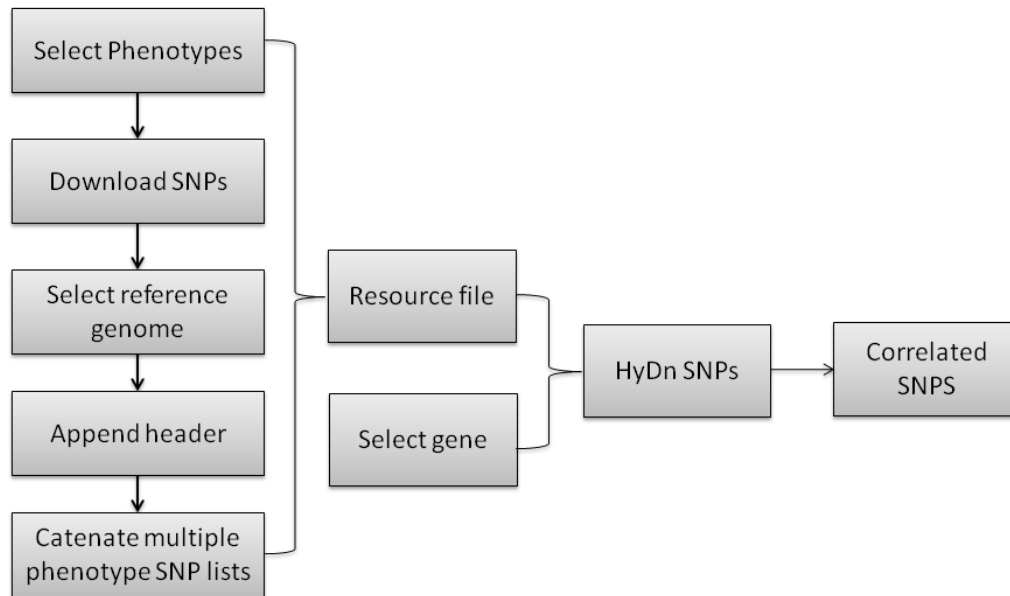 Select Phenotypes
Download SNPs
Select reference
genome
Append header
Catenate multiple
phenotype SNP lists
Resource file
Select gene
HyDn SNPs
Correlated
SNPS